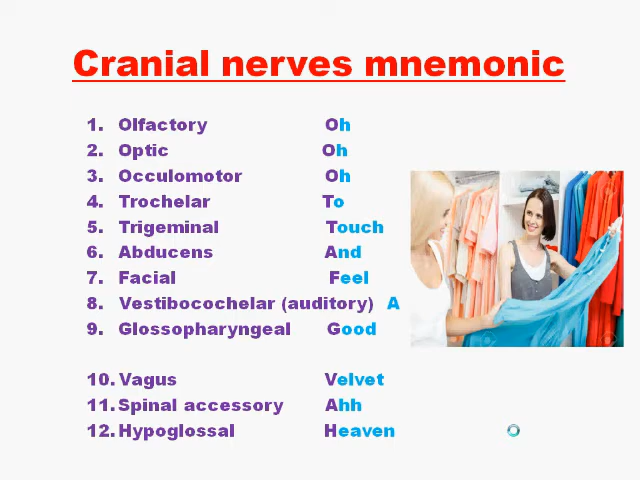 Cranial nerves mnemonic
1. Olfactory Oh
2. Optic Oh
3. Occulomotor Oh
4. Trochelar To
5. Trigeminal Touch
6. Abducens And
7. Facial Feel
8. Vestibocochelar (auditory) A
9. Glossopharyngeal Good
10. Vagus Velvet
11. Spinal accessory Ahh
12. Hypoglossal Heaven